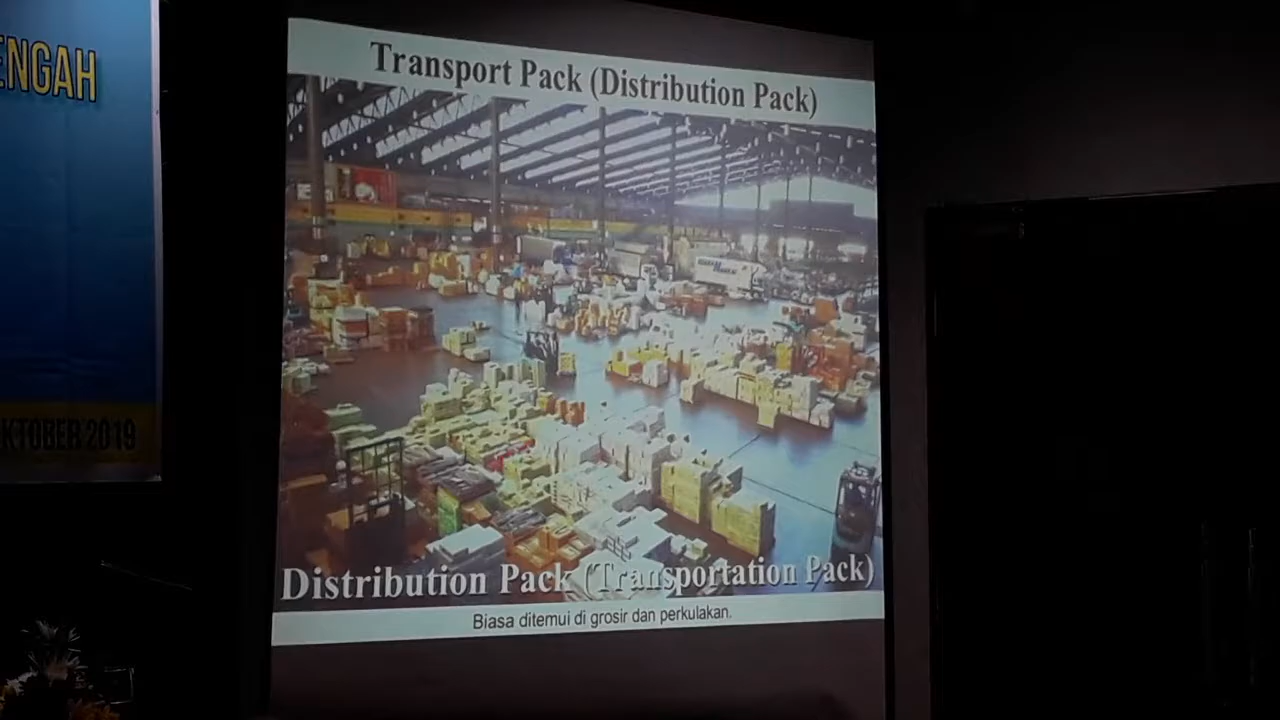 ENGAH
KTOBER 2019
Transport Pack (Distribution Pack)
Distribution Pack (Transportation Pack)
Biasa ditemui di grosir dan perkulakan.